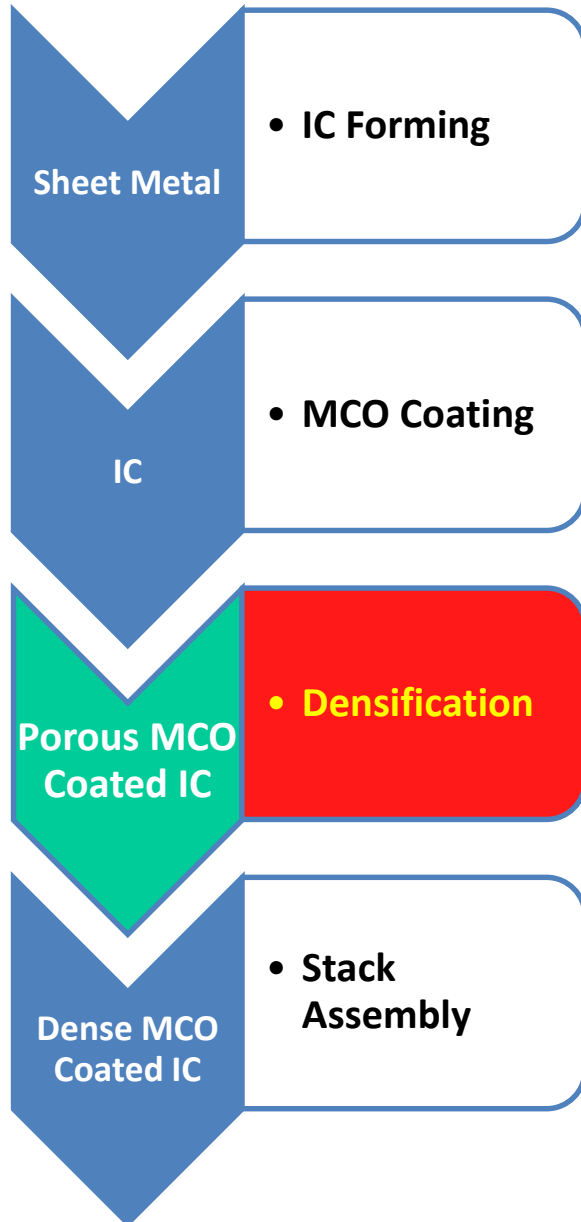 Sheet Metal
• IC Forming
IC
• MCO Coating
Porous MCO
Coated IC
• Densification
Dense MCO
Coated IC
• Stack
Assembly